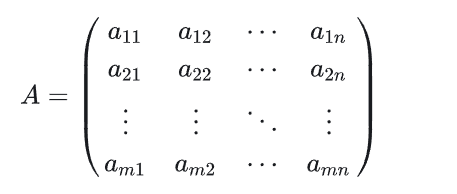 A = ( a₁₁ a₁₂ ⋯ a₁ₙ
a₂₁ a₂₂ ⋯ a₂ₙ
⋮ ⋮ ⋱ ⋮
aₘ₁ aₘ₂ ⋯ aₘₙ )